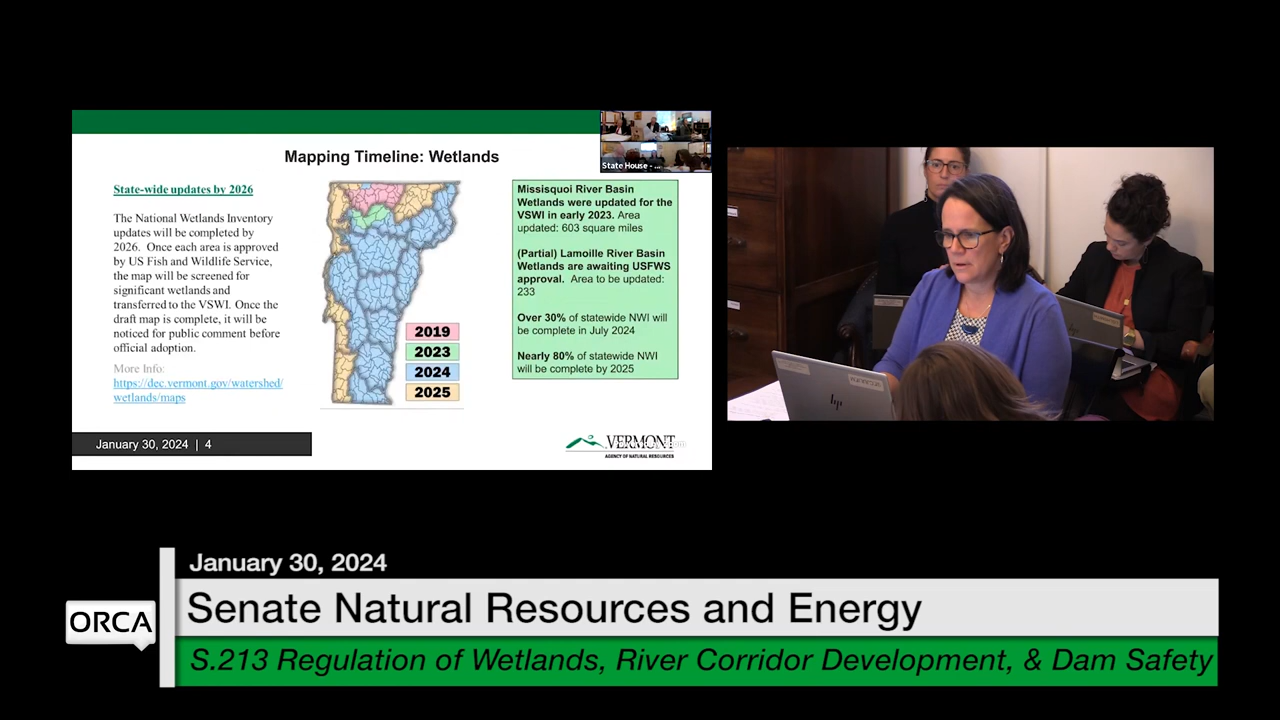 Mapping Timeline: Wetlands
State House - ...
State-wide updates by 2026
The National Wetlands Inventory
updates will be completed by
2026. Once each area is approved
by US Fish and Wildlife Service,
the map will be screened for
significant wetlands and
transferred to the VSWI. Once the
draft map is complete, it will be
noticed for public comment before
official adoption.
More Info:
https://dec.vermont.gov/watershed/
wetlands/maps
2019
2023
2024
2025
Missisquoi River Basin
Wetlands were updated for the
VSWI in early 2023. Area
updated: 603 square miles
(Partial) Lamoille River Basin
Wetlands are awaiting USFWS
approval. Area to be updated:
233
Over 30% of statewide NWI will
be complete in July 2024
Nearly 80% of statewide NWI
will be complete by 2025
January 30, 2024 | 4
VERMONT
AGENCY OF NATURAL RESOURCES
hp
January 30, 2024
ORCA
Senate Natural Resources and Energy
S.213 Regulation of Wetlands, River Corridor Development, & Dam Safety